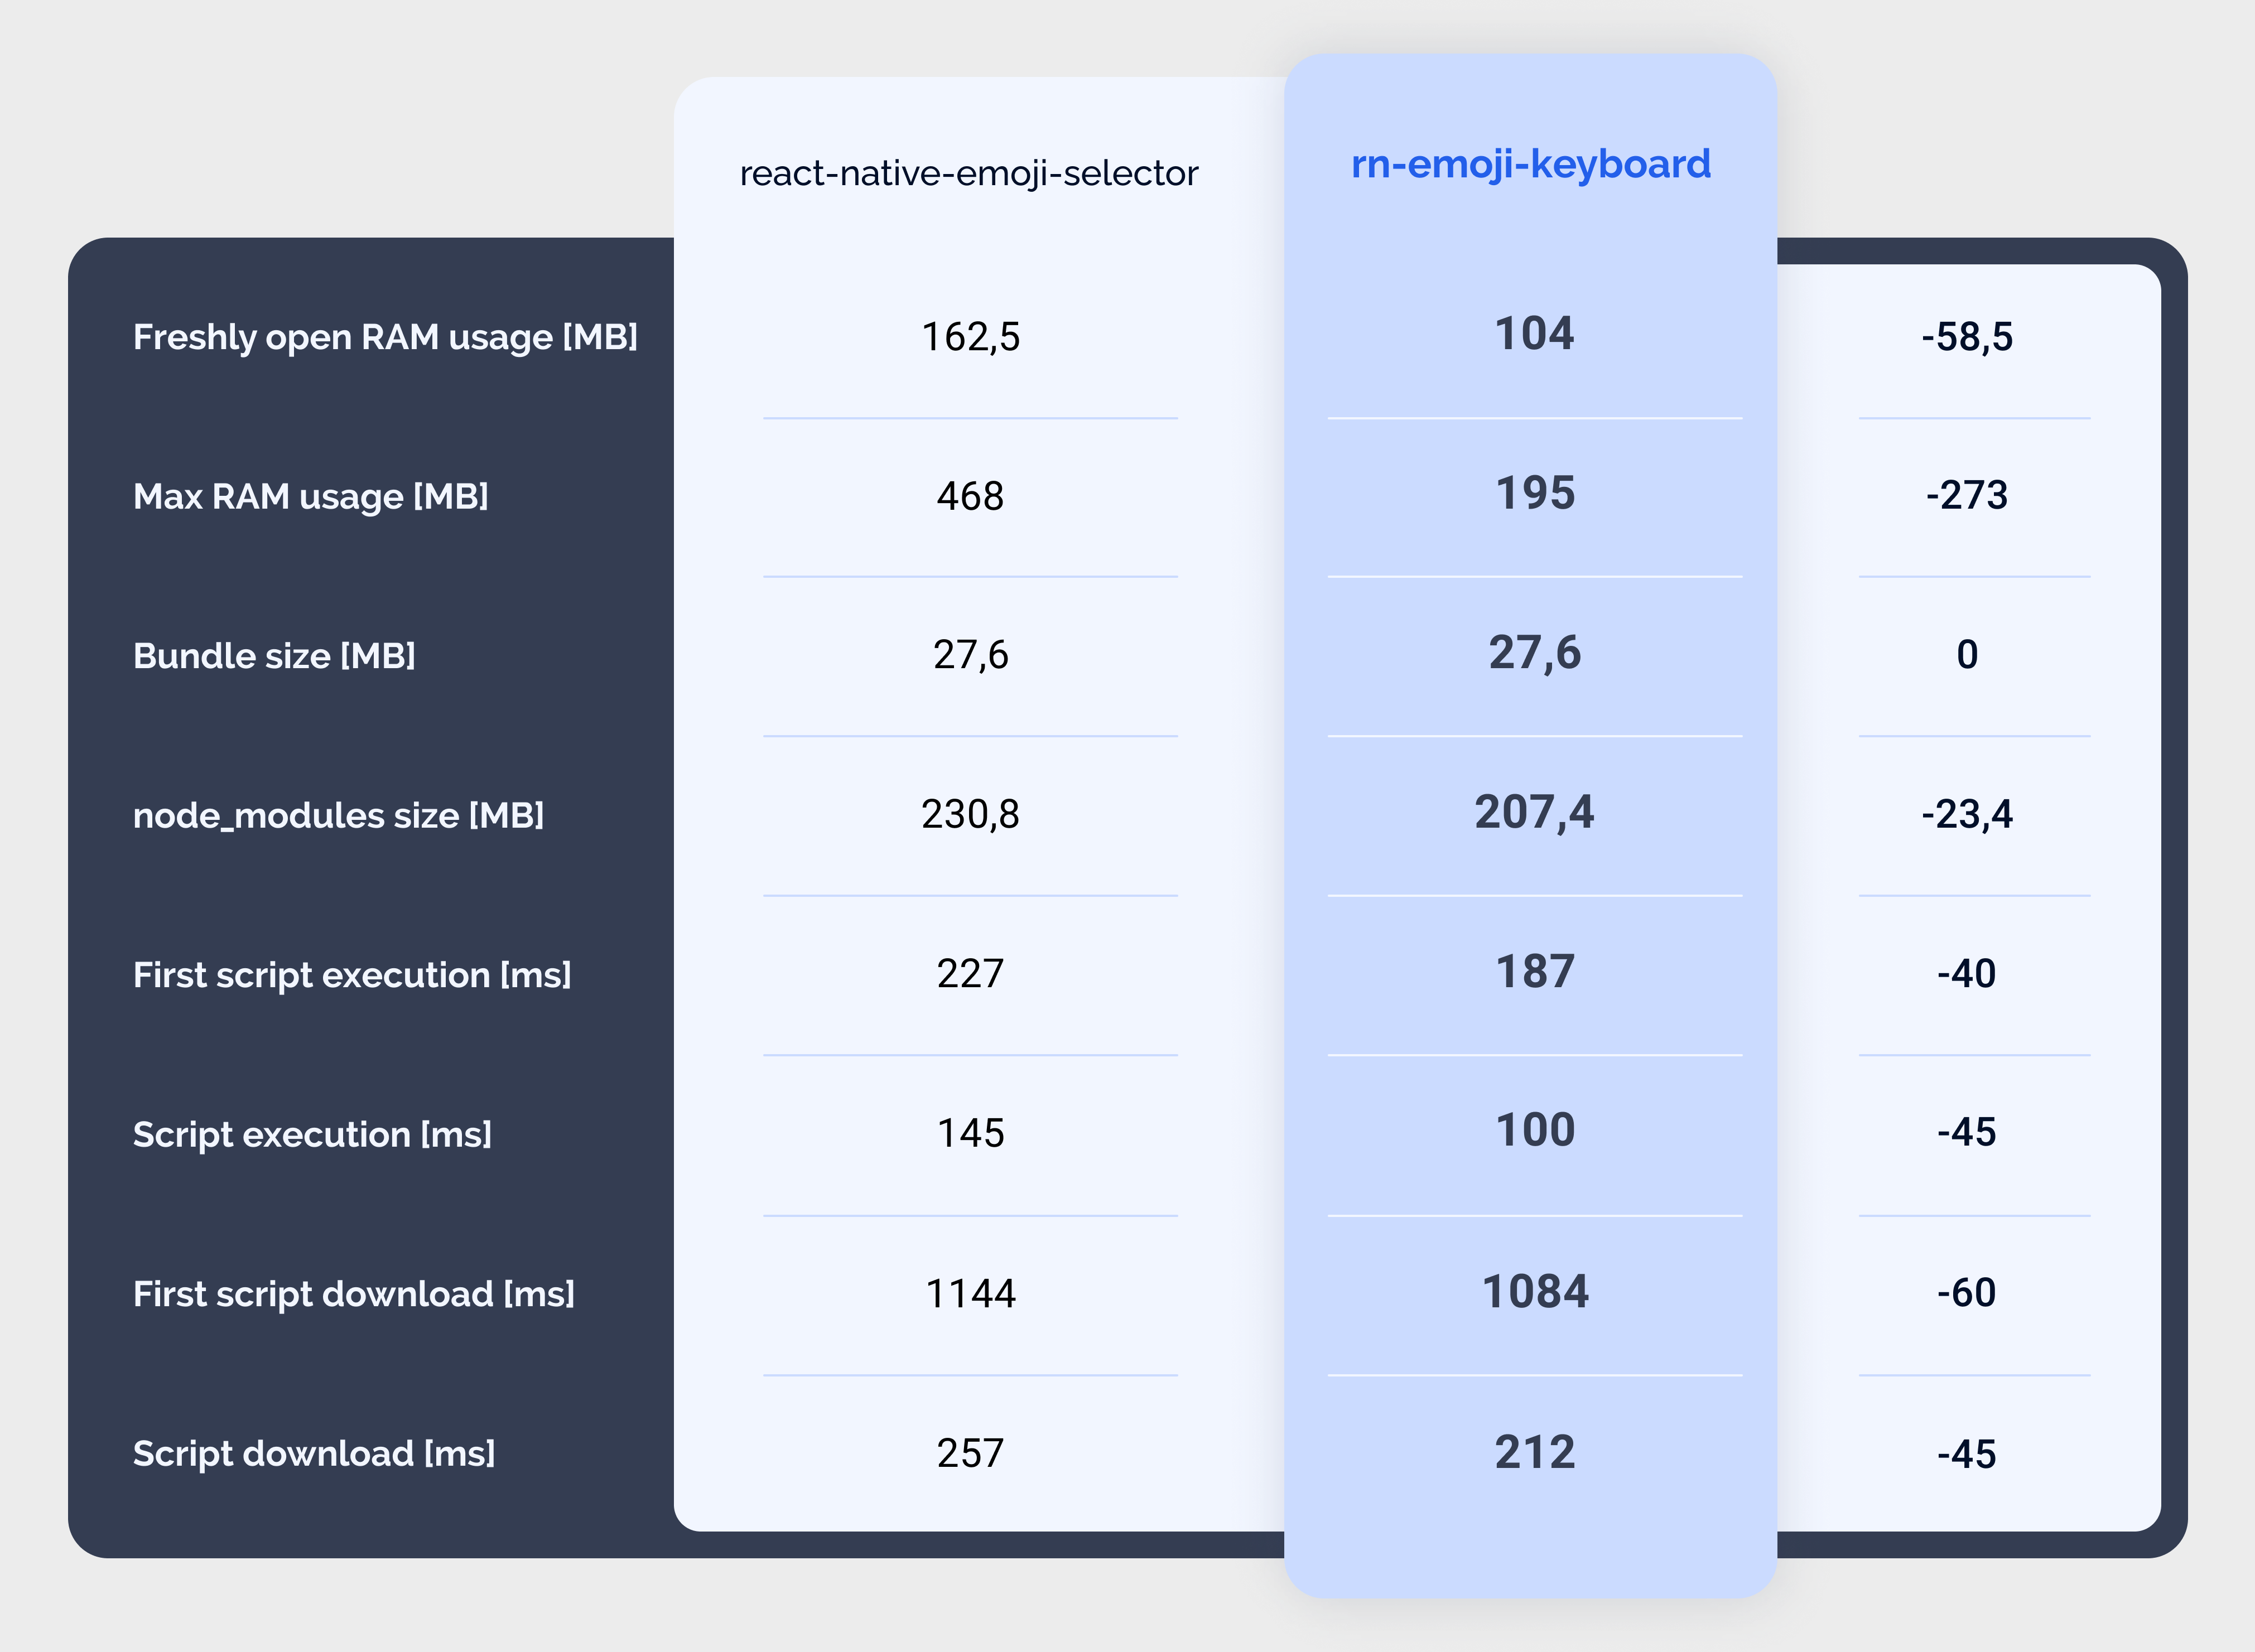 react-native-emoji-selector rn-emoji-keyboard
Freshly open RAM usage [MB] 162,5 104 -58,5
Max RAM usage [MB] 468 195 -273
Bundle size [MB] 27,6 27,6 0
node_modules size [MB] 230,8 207,4 -23,4
First script execution [ms] 227 187 -40
Script execution [ms] 145 100 -45
First script download [ms] 1144 1084 -60
Script download [ms] 257 212 -45